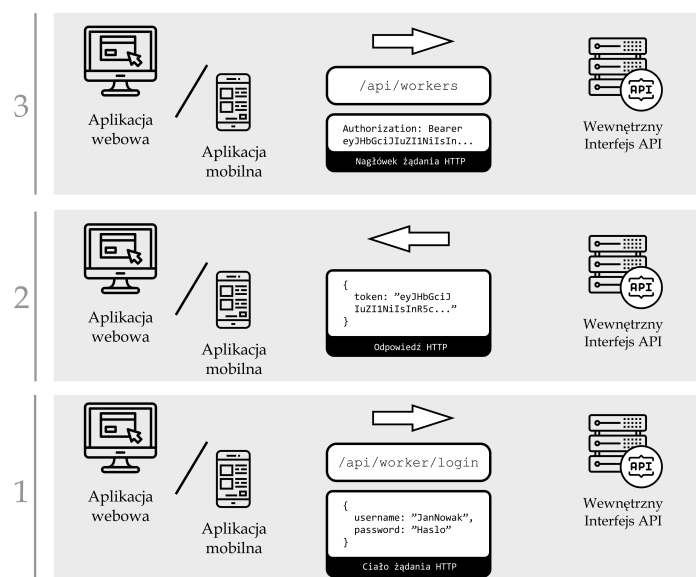 3
Aplikacja
webowa
Aplikacja
mobilna
/api/workers
Authorization: Bearer
eyJHbGciJIuZI1NiIsIn...
Nagłówek żądania HTTP
API
Wewnętrzny
Interfejs API
2
Aplikacja
webowa
Aplikacja
mobilna
{
token: ”eyJHbGciJ
IuZI1NiIsInR5c...”
}
Odpowiedź HTTP
API
Wewnętrzny
Interfejs API
1
Aplikacja
webowa
Aplikacja
mobilna
/api/worker/login
{
username: ”JanNowak”,
password: ”Haslo”
}
Ciało żądania HTTP
API
Wewnętrzny
Interfejs API